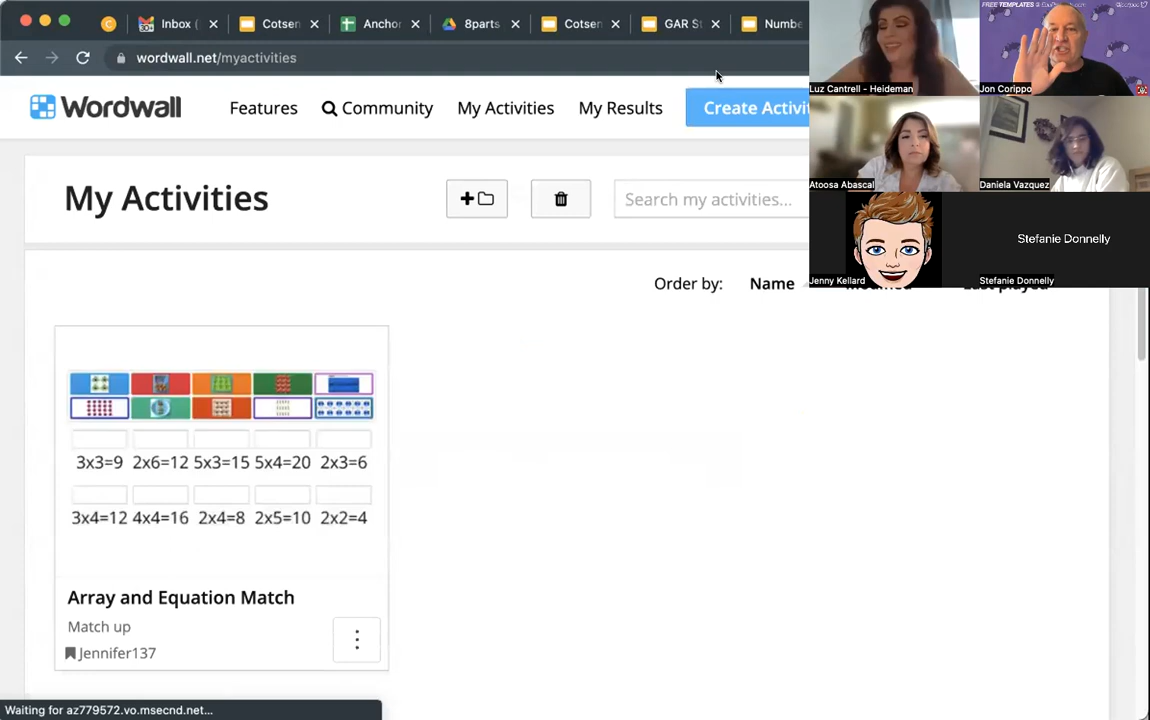 Inbox (
30+
Cotsen
Anchor
8parts
Cotsen
GAR St
Numbe
wordwall.net/myactivities
Wordwall
Features
Community
My Activities
My Results
Create Activi
My Activities
Search my activities...
Order by:
Name
3x3=9 2x6=12 5x3=15 5x4=20 2x3=6
3x4=12 4x4=16 2x4=8 2x5=10 2x2=4
Array and Equation Match
Match up
Jennifer137
Waiting for az779572.vo.msecnd.net...
FREE TEMPLATES @
Luz Cantrell - Heideman
Jon Corippo
Atoosa Abascal
Daniela Vazquez
Stefanie Donnelly
Jenny Kellard
Stefanie Donnelly